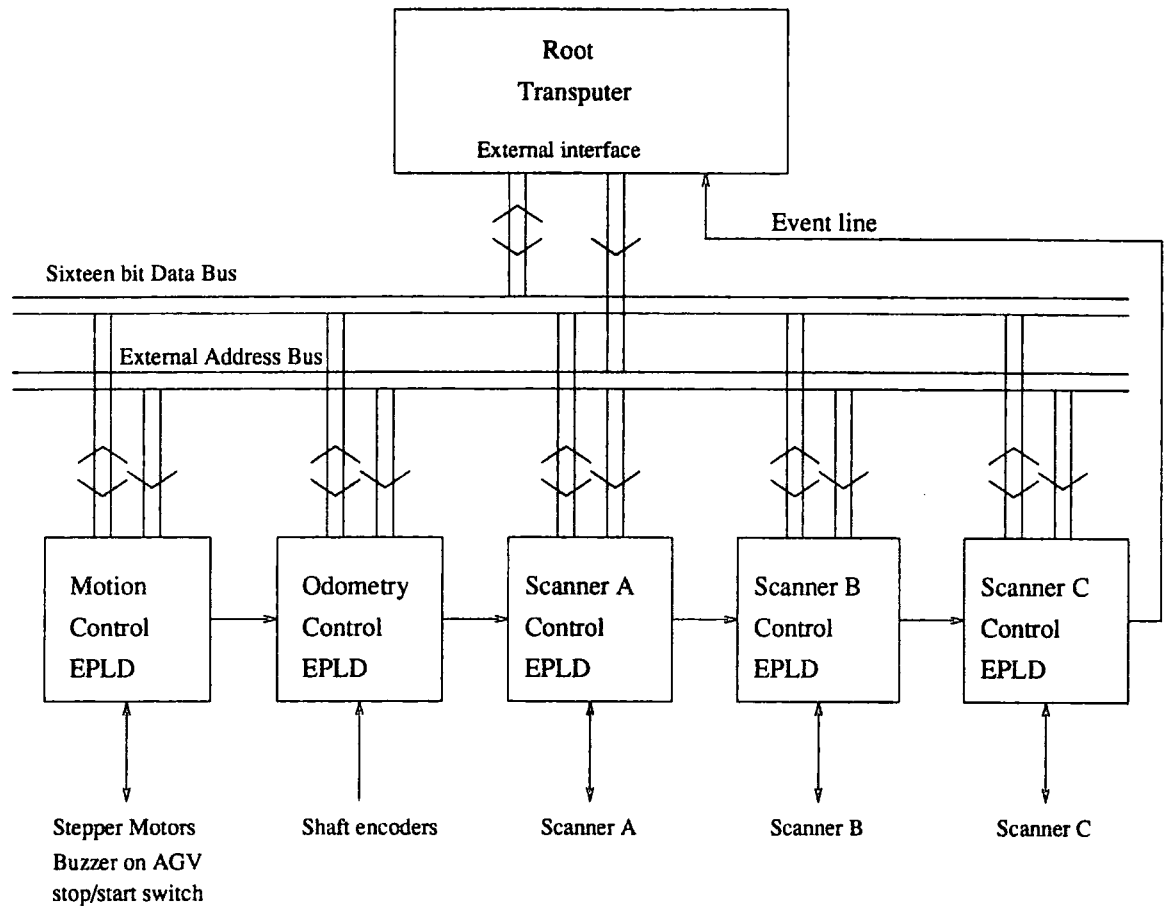 Root
Transputer
External interface
Event line
Sixteen bit Data Bus
External Address Bus
Motion
Control
EPLD
Odometry
Control
EPLD
Scanner A
Control
EPLD
Scanner B
Control
EPLD
Scanner C
Control
EPLD
Stepper Motors
Buzzer on AGV
stop/start switch
Shaft encoders
Scanner A
Scanner B
Scanner C